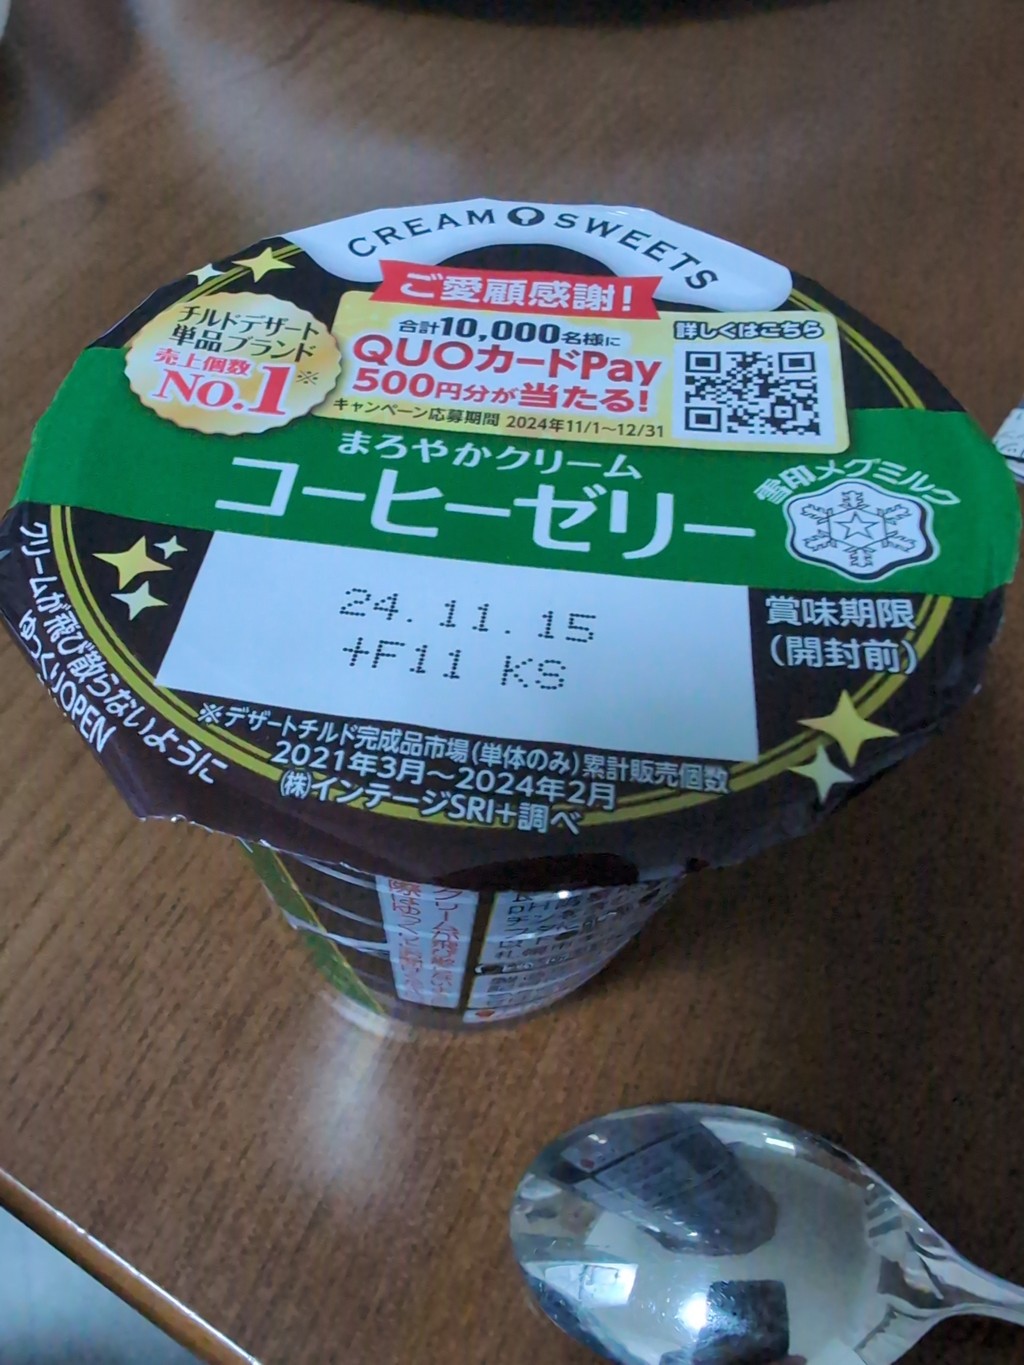 CREAM SWEETS
ご愛顧感謝!
チルドデザート
単品ブランド
売上個数
No.1※
合計10,000名様に
QUOカードPay
500円分が当たる!
キャンペーン応募期間 2024年11/1~12/31
詳しくはこちら
まろやかクリーム
コーヒーゼリー
雪印メグミルク
24.11.15
+F11 KS
賞味期限
(開封前)
クリームが飛び散らないように
ゆっくりOPEN
※デザートチルド完成品市場(単体のみ)累計販売個数
2021年3月~2024年2月
(株)インテージSRI+調べ